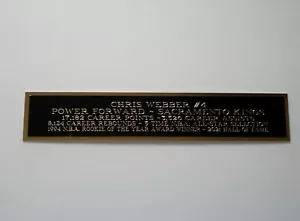 CHRIS WEBBER #4
POWER FORWARD - SACRAMENTO KINGS
17,182 CAREER POINTS - 3,526 CAREER ASSISTS
8,124 CAREER REBOUNDS - 5 TIME N.B.A. ALL-STAR SELECTION
1994 N.B.A. ROOKIE OF THE YEAR AWARD WINNER - 2021 HALL OF FAME